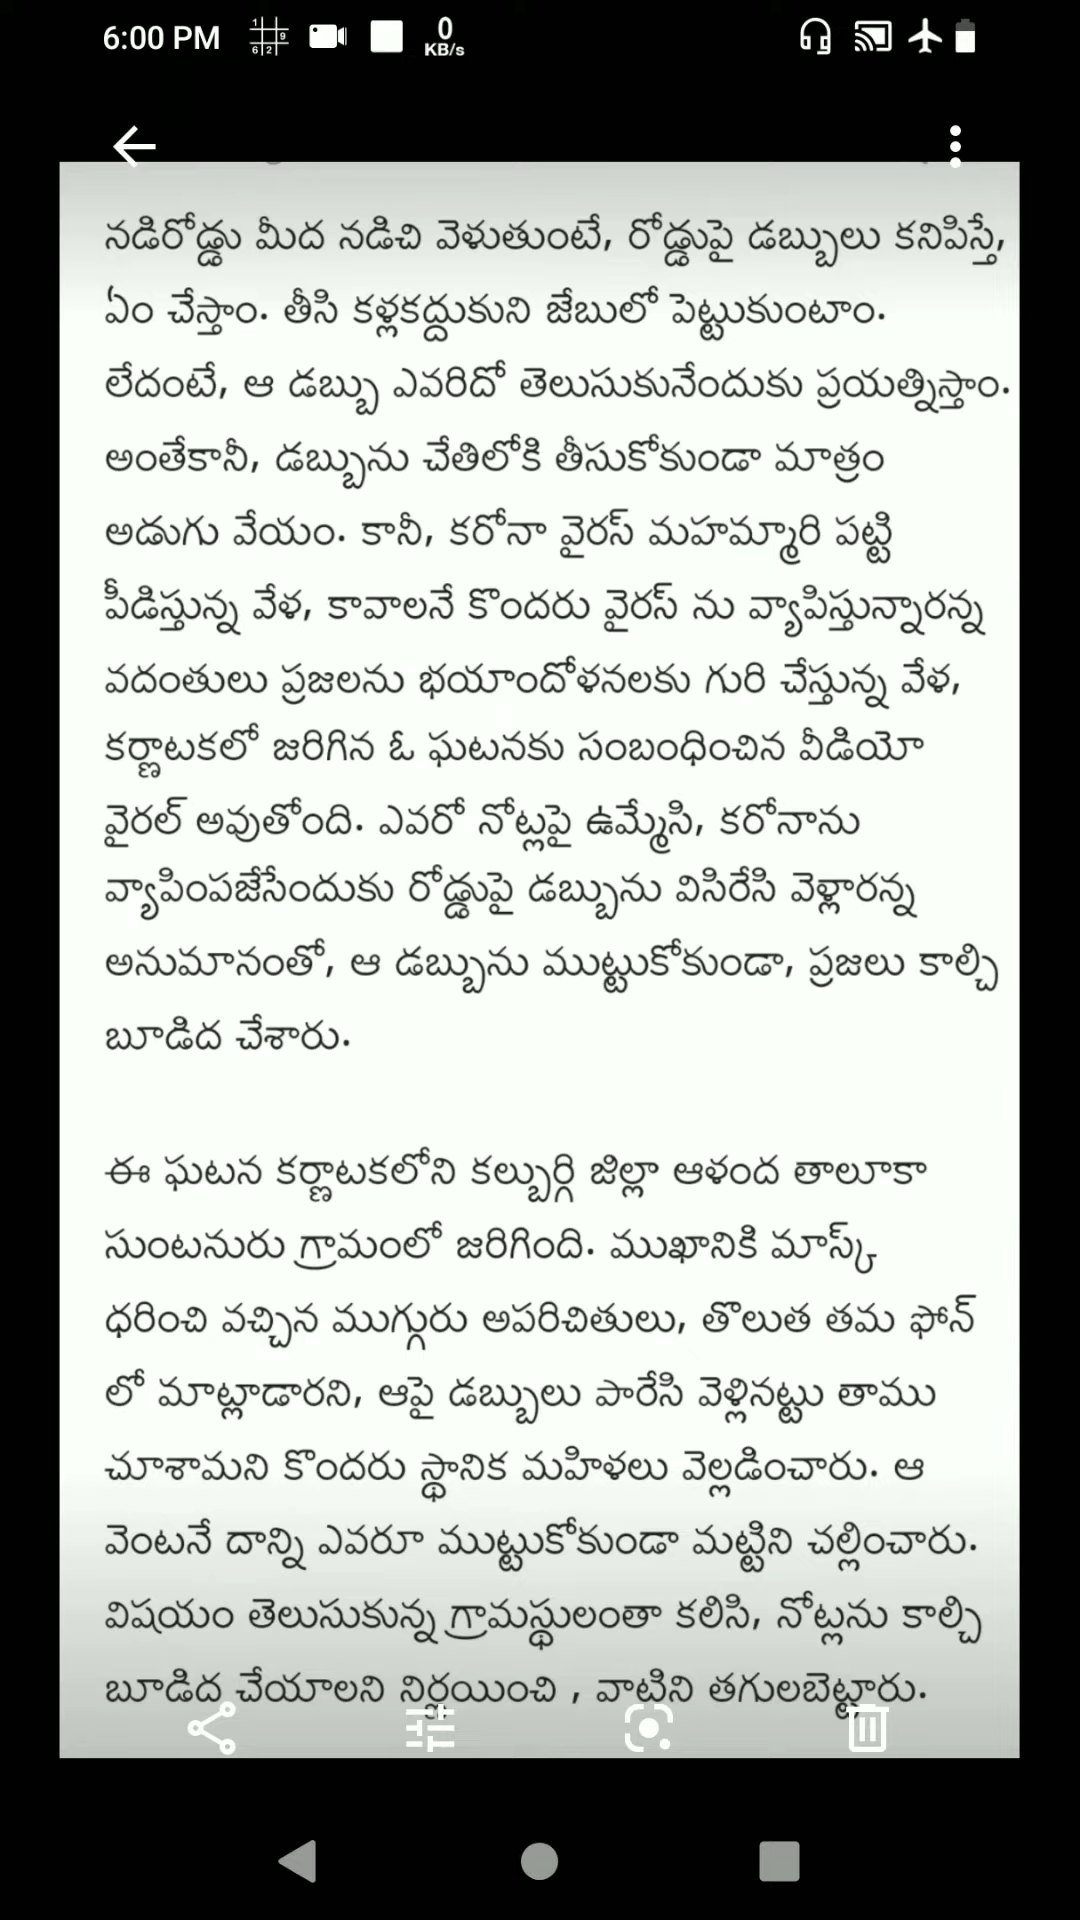 6:00 PM
0
KB/s
నడిరోడ్డు మీద నడిచి వెళుతుంటే, రోడ్డుపై డబ్బులు కనిపిస్తే,
ఏం చేస్తాం. తీసి కళ్లకద్దుకుని జేబులో పెట్టుకుంటాం.
లేదంటే, ఆ డబ్బు ఎవరిదో తెలుసుకునేందుకు ప్రయత్నిస్తాం.
అంతేకానీ, డబ్బును చేతిలోకి తీసుకోకుండా మాత్రం
అడుగు వేయం. కానీ, కరోనా వైరస్ మహమ్మారి పట్టి
పీడిస్తున్న వేళ, కావాలనే కొందరు వైరస్ ను వ్యాపిస్తున్నారన్న
వదంతులు ప్రజలను భయాందోళనలకు గురి చేస్తున్న వేళ,
కర్ణాటకలో జరిగిన ఓ ఘటనకు సంబంధించిన వీడియో
వైరల్ అవుతోంది. ఎవరో నోట్లపై ఉమ్మేసి, కరోనాను
వ్యాపింపజేసేందుకు రోడ్డుపై డబ్బును విసిరేసి వెళ్లారన్న
అనుమానంతో, ఆ డబ్బును ముట్టుకోకుండా, ప్రజలు కాల్చి
బూడిద చేశారు.
ఈ ఘటన కర్ణాటకలోని కల్బుర్గి జిల్లా ఆళంద తాలూకా
సుంటనురు గ్రామంలో జరిగింది. ముఖానికి మాస్క్
ధరించి వచ్చిన ముగ్గురు అపరిచితులు, తొలుత తమ ఫోన్
లో మాట్లాడారని, ఆపై డబ్బులు పారేసి వెళ్లినట్టు తాము
చూశామని కొందరు స్థానిక మహిళలు వెల్లడించారు. ఆ
వెంటనే దాన్ని ఎవరూ ముట్టుకోకుండా మట్టిని చల్లించారు.
విషయం తెలుసుకున్న గ్రామస్థులంతా కలిసి, నోట్లను కాల్చి
బూడిద చేయాలని నిర్ణయించి , వాటిని తగులబెట్టారు.